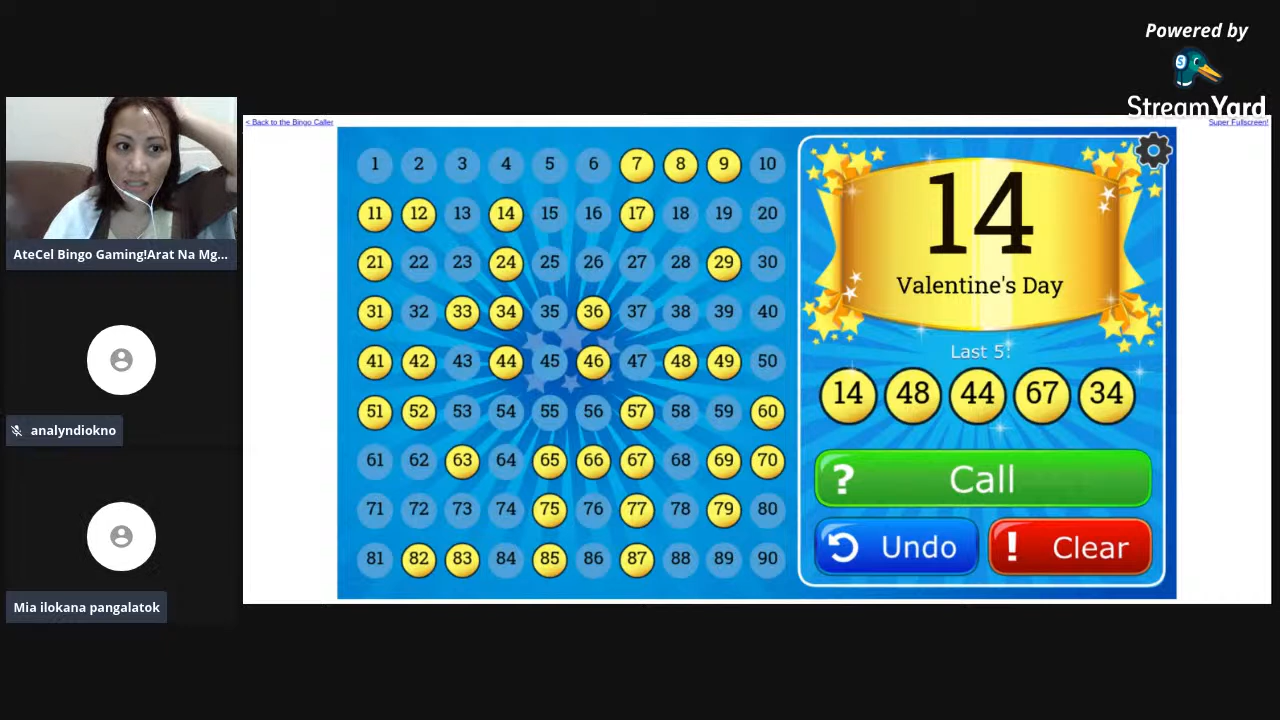 Powered by
StreamYard
< Back to the Bingo Caller
Super Fullscreen!
AteCel Bingo Gaming!Arat Na Mg...
analyndiokno
Mia ilokana pangalatok
1 2 3 4 5 6 7 8 9 10
11 12 13 14 15 16 17 18 19 20
21 22 23 24 25 26 27 28 29 30
31 32 33 34 35 36 37 38 39 40
41 42 43 44 45 46 47 48 49 50
51 52 53 54 55 56 57 58 59 60
61 62 63 64 65 66 67 68 69 70
71 72 73 74 75 76 77 78 79 80
81 82 83 84 85 86 87 88 89 90
14
Valentine's Day
Last 5:
14 48 44 67 34
? Call
Undo
! Clear